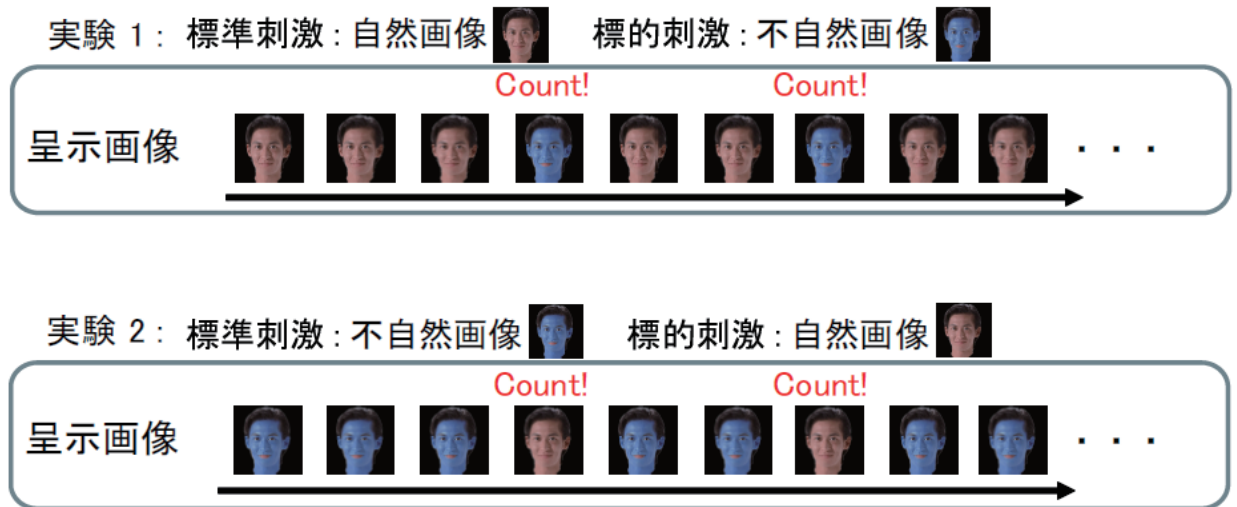 実験 1: 標準刺激:自然画像 標的刺激:不自然画像
Count! Count!
呈示画像 ・・・
実験 2: 標準刺激:不自然画像 標的刺激:自然画像
Count! Count!
呈示画像 ・・・